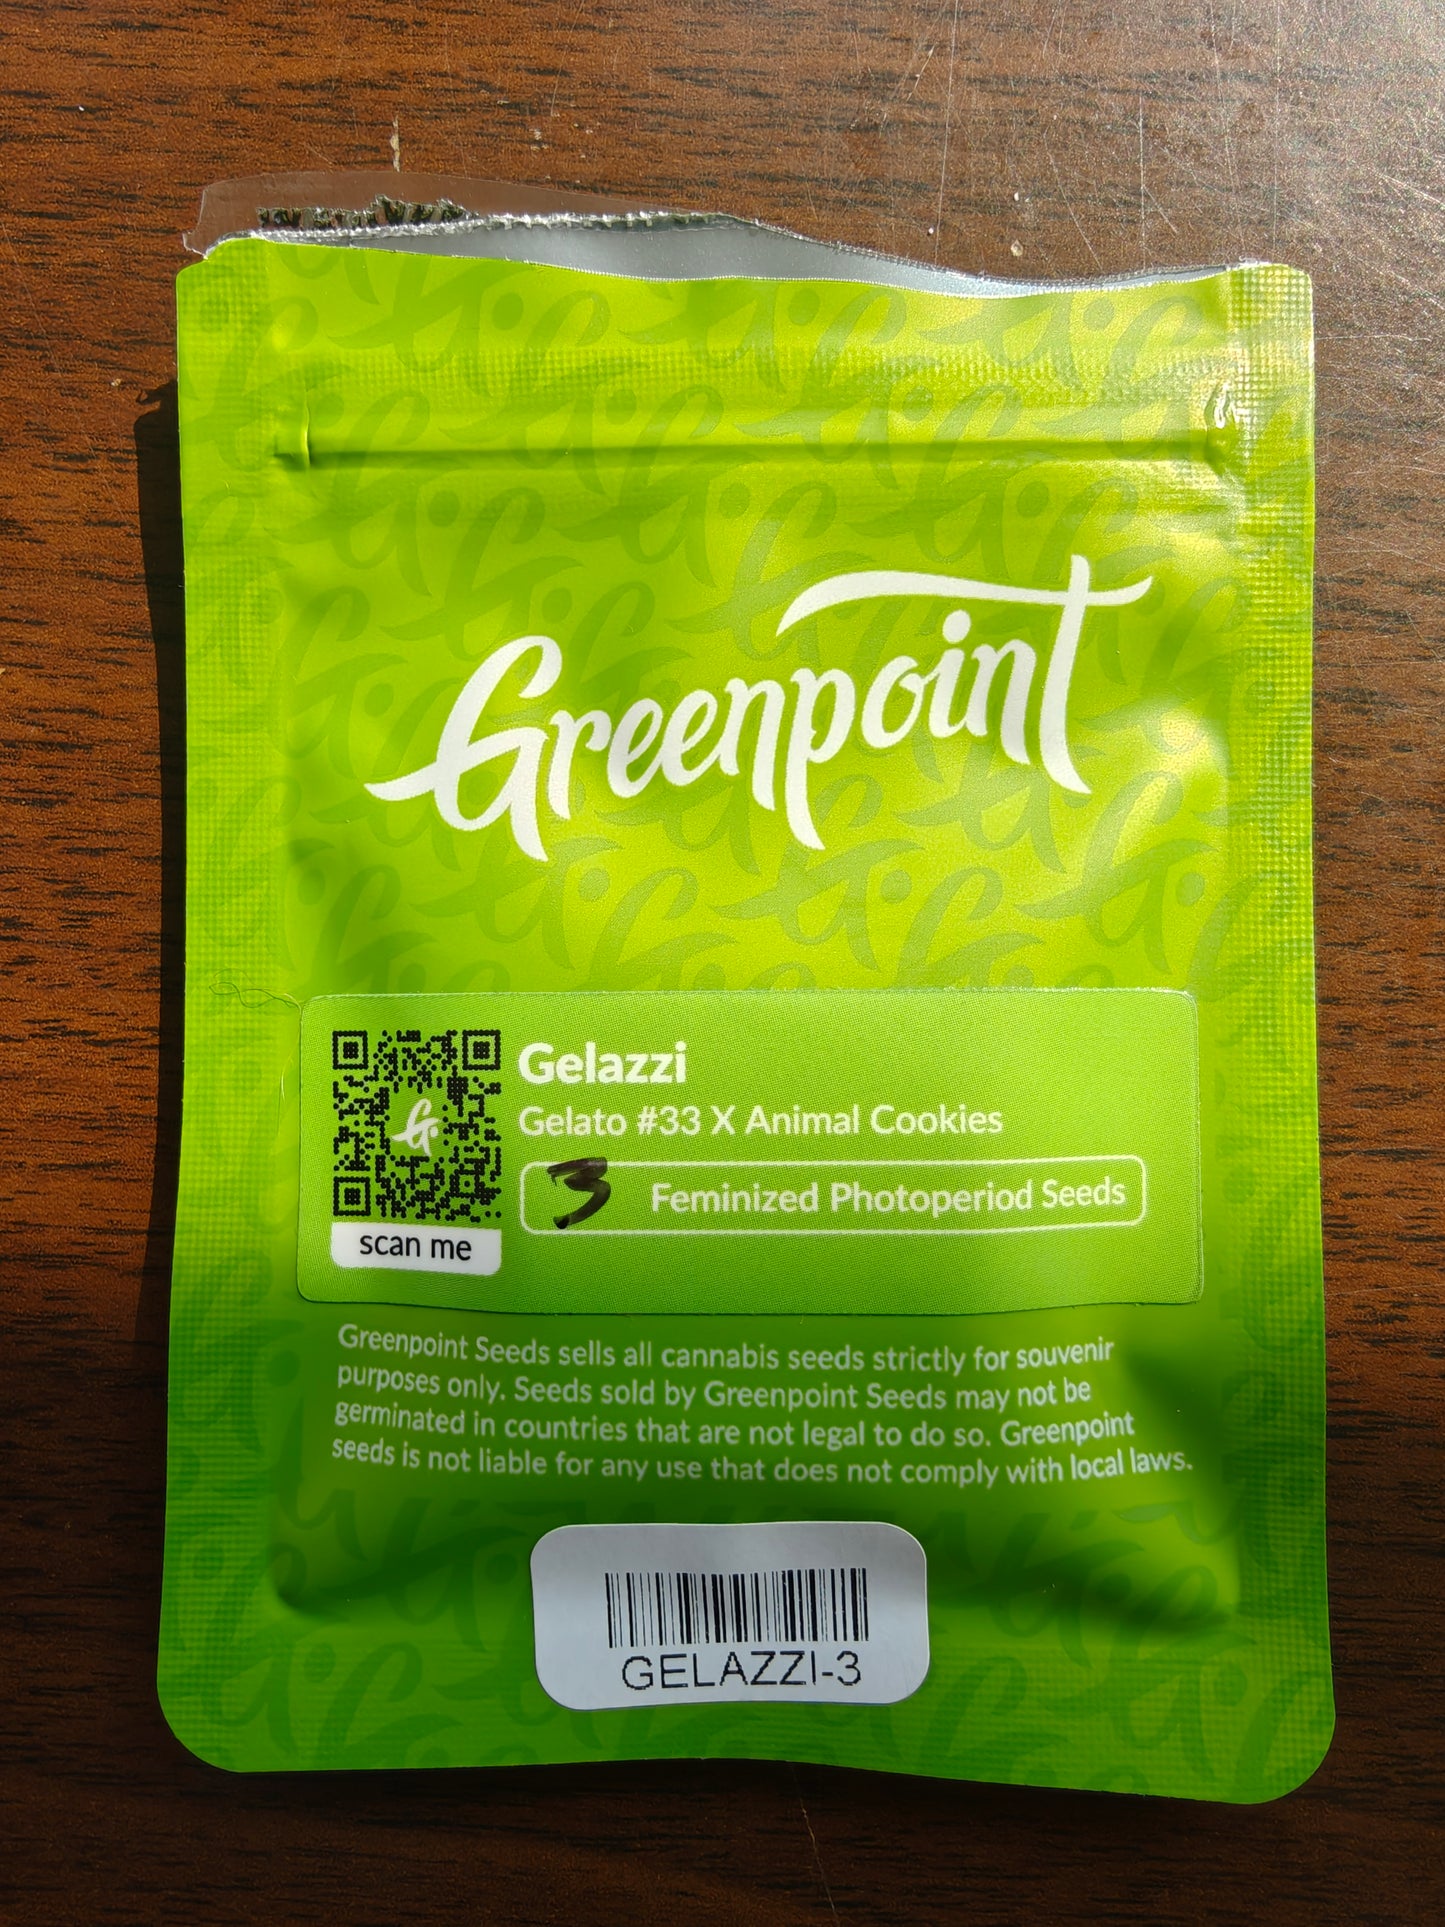 Greenpoint
Gelazzi
Gelato #33 X Animal Cookies
3 Feminized Photoperiod Seeds
scan me
Greenpoint Seeds sells all cannabis seeds strictly for souvenir
purposes only. Seeds sold by Greenpoint Seeds may not be
germinated in countries that are not legal to do so. Greenpoint
seeds is not liable for any use that does not comply with local laws.
GELAZZI-3